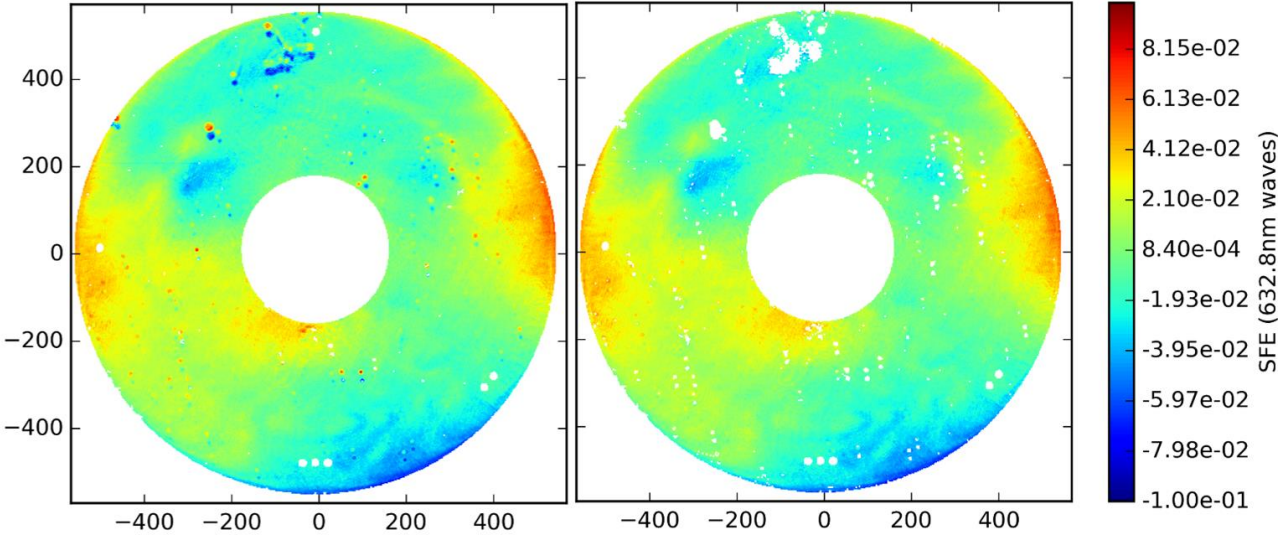 400
200
0
−200
−400
−400 −200 0 200 400
−400 −200 0 200 400
8.15e-02
6.13e-02
4.12e-02
2.10e-02
8.40e-04
-1.93e-02
-3.95e-02
-5.97e-02
-7.98e-02
-1.00e-01
SFE (632.8nm waves)